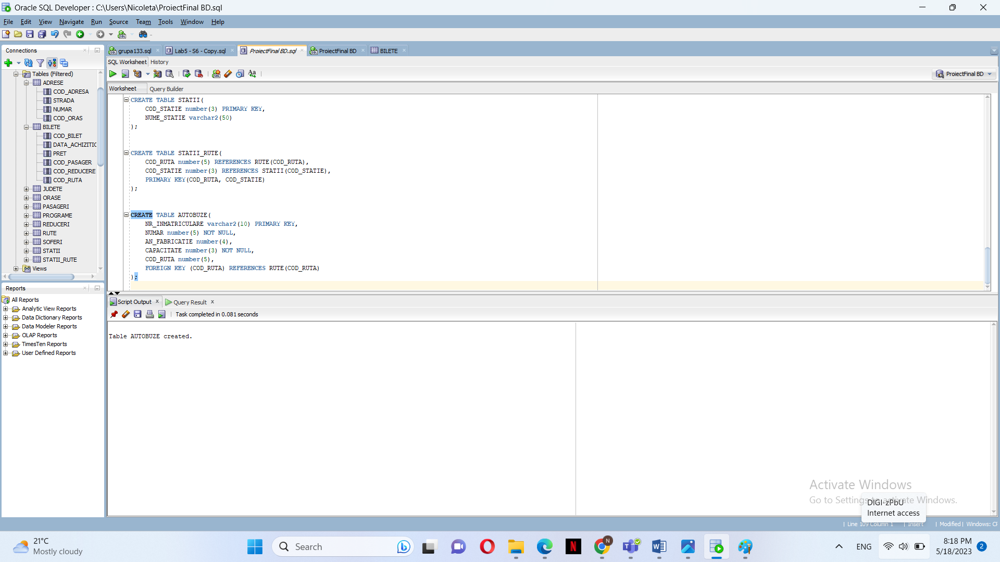 Oracle SQL Developer : C:\Users\Nicoleta\ProiectFinal BD.sql
File Edit View Navigate Run Source Team Tools Window Help
Connections
Tables (Filtered)
ADRESE
COD_ADRESA
STRADA
NUMAR
COD_ORAS
BILETE
COD_BILET
DATA_ACHIZITIC
PRET
COD_PASAGER
COD_REDUCERE
COD_RUTA
JUDETE
ORASE
PASAGERI
PROGRAME
REDUCERI
RUTE
SOFERI
STATII
STATII_RUTE
Views
Reports
All Reports
Analytic View Reports
Data Dictionary Reports
Data Modeler Reports
OLAP Reports
TimesTen Reports
User Defined Reports
grupa133.sql Lab5 - S6 - Copy.sql ProiectFinal BD.sql ProiectFinal BD BILETE
SQL Worksheet History
ProiectFinal BD
Worksheet Query Builder
CREATE TABLE STATII(
COD_STATIE number(3) PRIMARY KEY,
NUME_STATIE varchar2(50)
);
CREATE TABLE STATII_RUTE(
COD_RUTA number(5) REFERENCES RUTE(COD_RUTA),
COD_STATIE number(3) REFERENCES STATII(COD_STATIE),
PRIMARY KEY(COD_RUTA, COD_STATIE)
);
CREATE TABLE AUTOBUZE(
NR_INMATRICULARE varchar2(10) PRIMARY KEY,
NUMAR number(5) NOT NULL,
AN_FABRICATIE number(4),
CAPACITATE number(3) NOT NULL,
COD_RUTA number(5),
FOREIGN KEY (COD_RUTA) REFERENCES RUTE(COD_RUTA)
);
Script Output Query Result
Task completed in 0.081 seconds
Table AUTOBUZE created.
Activate Windows
Go to Settings to activate Windows.
DIGI-zPbU
Internet access
Line 109 Column 1 Insert Modified Windows: CF
21°C
Mostly cloudy
Search
ENG
8:18 PM
5/18/2023
2